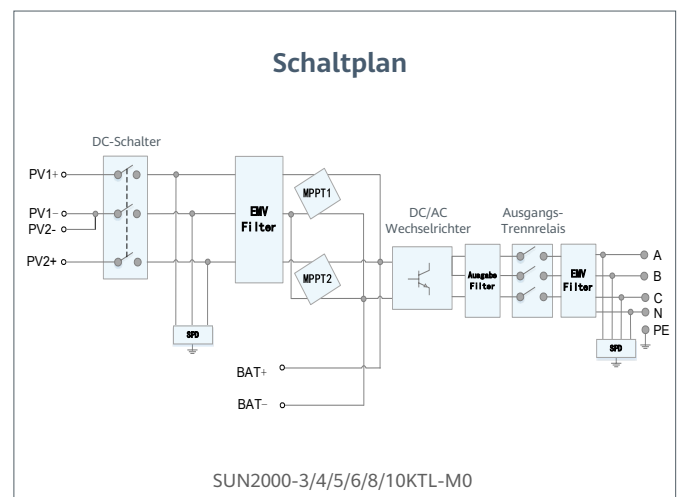 Schaltplan
DC-Schalter
PV1+
PV1−
PV2-
PV2+
EMV
Filter
MPPT1
MPPT2
DC/AC
Wechselrichter
Ausgabe
Filter
Ausgangs-
Trennrelais
EMV
Filter
A
B
C
N
PE
SPD
SPD
BAT+
BAT−
SUN2000-3/4/5/6/8/10KTL-M0